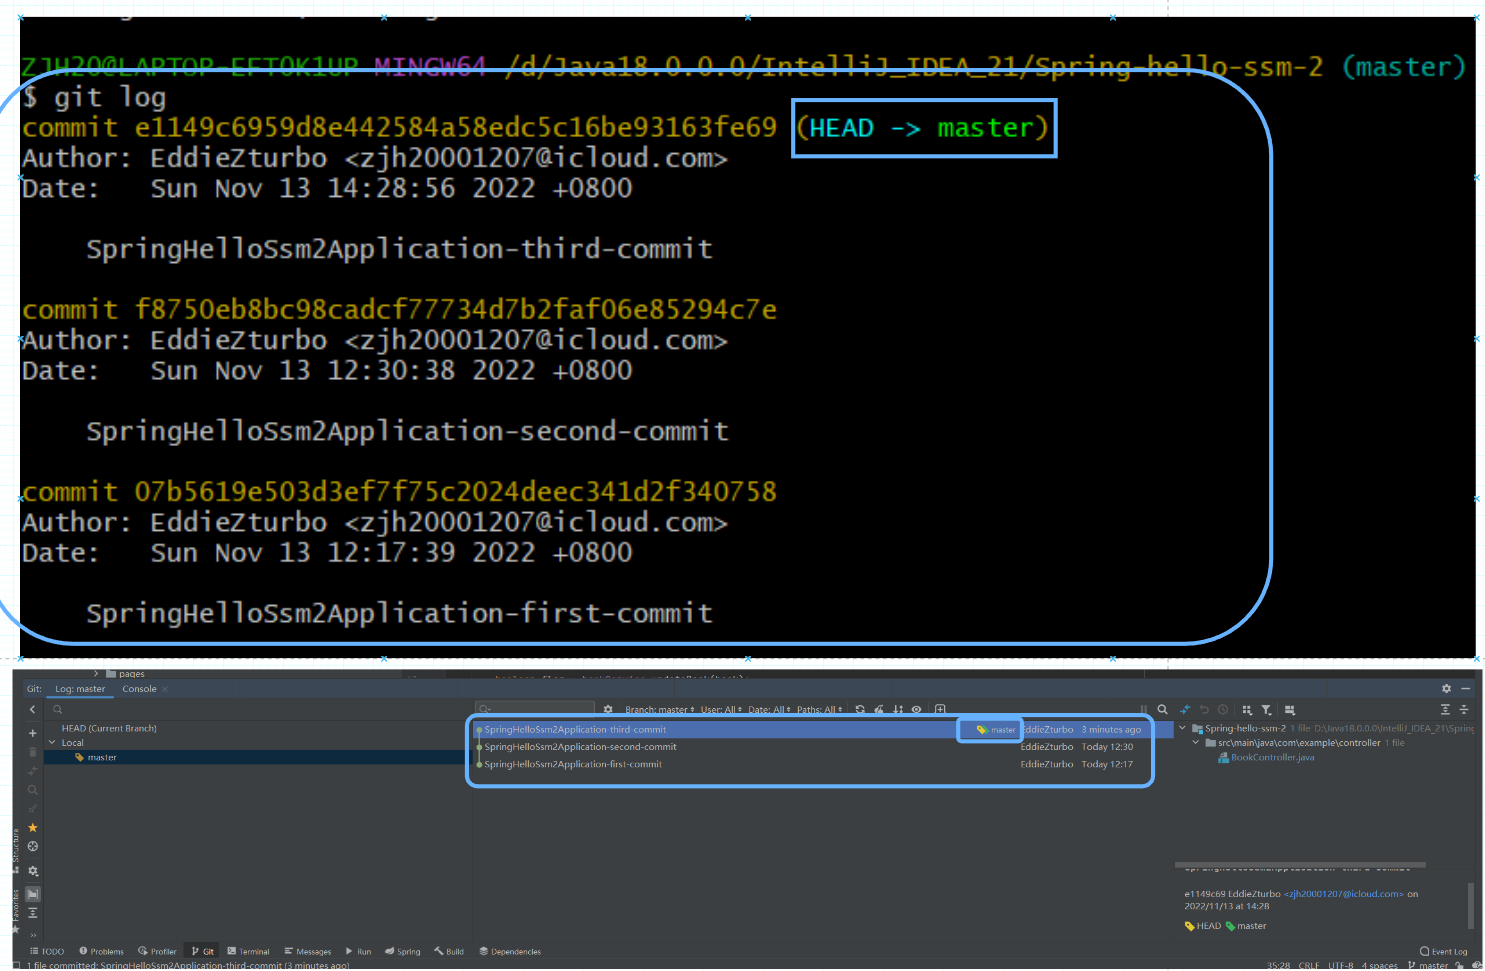 ZJH20@LAPTOP-EFT0K1UP MINGW64 /d/Java18.0.0.0/IntelliJ_IDEA_21/Spring-hello-ssm-2 (master)
$ git log
commit e1149c6959d8e442584a58edc5c16be93163fe69 (HEAD -> master)
Author: EddieZturbo <zjh20001207@icloud.com>
Date:   Sun Nov 13 14:28:56 2022 +0800
SpringHelloSsm2Application-third-commit
commit f8750eb8bc98cadcf77734d7b2faf06e85294c7e
Author: EddieZturbo <zjh20001207@icloud.com>
Date:   Sun Nov 13 12:30:38 2022 +0800
SpringHelloSsm2Application-second-commit
commit 07b5619e503d3ef7f75c2024deec341d2f340758
Author: EddieZturbo <zjh20001207@icloud.com>
Date:   Sun Nov 13 12:17:39 2022 +0800
SpringHelloSsm2Application-first-commit
pages
Git: Log: master Console
Branch: master User: All Date: All Paths: All
HEAD (Current Branch)
Local
master
SpringHelloSsm2Application-third-commit master EddieZturbo 3 minutes ago
SpringHelloSsm2Application-second-commit EddieZturbo Today 12:30
SpringHelloSsm2Application-first-commit EddieZturbo Today 12:17
Spring-hello-ssm-2 1 file D:\Java18.0.0.0\IntelliJ_IDEA_21\Spring
src\main\java\com\example\controller 1 file
BookController.java
Structure
Favorites
e1149c69 EddieZturbo <zjh20001207@icloud.com> on
2022/11/13 at 14:28
HEAD master
TODO Problems Profiler Git Terminal Messages Run Spring Build Dependencies Event Log
1 file committed: SpringHelloSsm2Application-third-commit (3 minutes ago) 35:28 CRLF UTF-8 4 spaces master